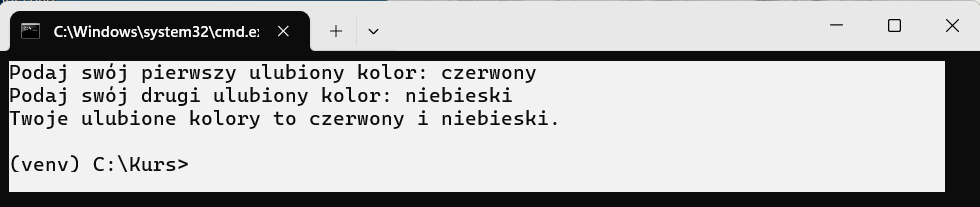 C:\Windows\system32\cmd.e
Podaj swój pierwszy ulubiony kolor: czerwony
Podaj swój drugi ulubiony kolor: niebieski
Twoje ulubione kolory to czerwony i niebieski.
(venv) C:\Kurs>